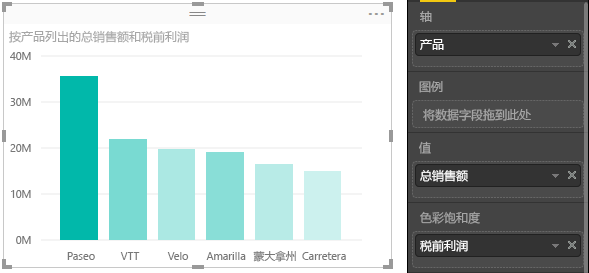 按产品列出的总销售额和税前利润
40M
30M
20M
10M
0M
Paseo VTT Velo Amarilla 蒙大拿州 Carretera
轴
产品
图例
将数据字段拖到此处
值
总销售额
色彩饱和度
税前利润